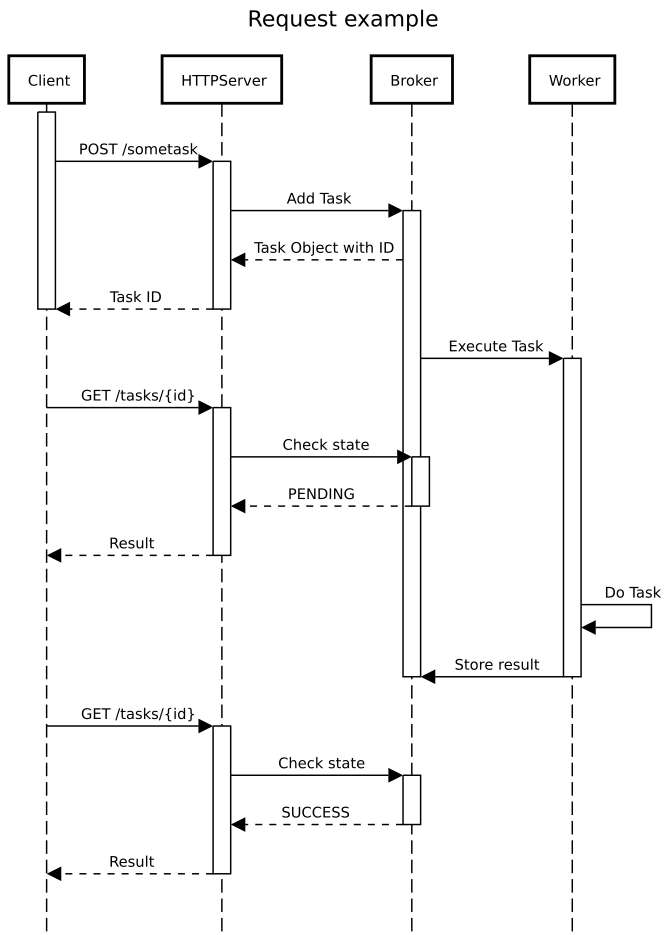 Request example
Client
HTTPServer
Broker
Worker
POST /sometask
Add Task
Task Object with ID
Task ID
Execute Task
GET /tasks/{id}
Check state
PENDING
Result
Do Task
Store result
GET /tasks/{id}
Check state
SUCCESS
Result